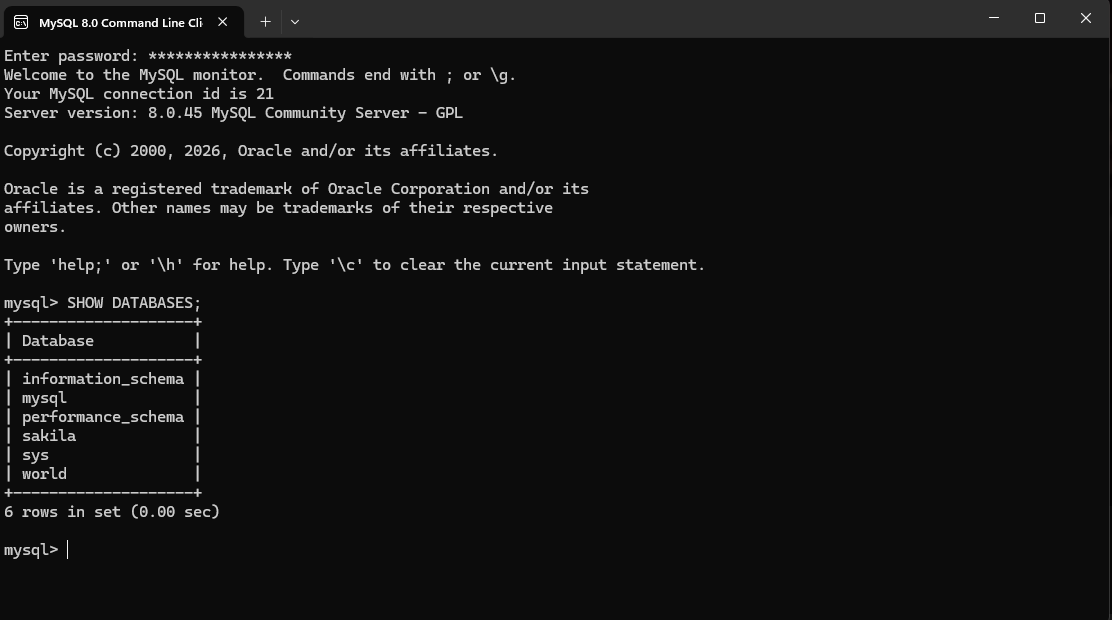 MySQL 8.0 Command Line Cli
Enter password: ****************
Welcome to the MySQL monitor.  Commands end with ; or \g.
Your MySQL connection id is 21
Server version: 8.0.45 MySQL Community Server - GPL
Copyright (c) 2000, 2026, Oracle and/or its affiliates.
Oracle is a registered trademark of Oracle Corporation and/or its
affiliates. Other names may be trademarks of their respective
owners.
Type 'help;' or '\h' for help. Type '\c' to clear the current input statement.
mysql> SHOW DATABASES;
+--------------------+
| Database           |
+--------------------+
| information_schema |
| mysql              |
| performance_schema |
| sakila             |
| sys                |
| world              |
+--------------------+
6 rows in set (0.00 sec)
mysql>